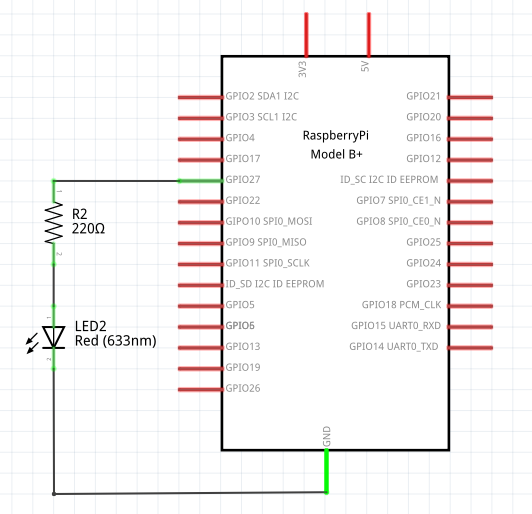 3V3
5V
GPIO2 SDA1 I2C
GPIO21
GPIO3 SCL1 I2C
GPIO20
GPIO4
RaspberryPi
GPIO16
Model B+
GPIO17
GPIO12
GPIO27
ID_SC I2C ID EEPROM
1
GPIO22
GPIO7 SPI0_CE1_N
R2
220Ω
GIPO10 SPI0_MOSI
GPIO8 SPI0_CE0_N
GPIO9 SPI0_MISO
GPIO25
2
GPIO11 SPI0_SCLK
GPIO24
ID_SD I2C ID EEPROM
GPIO23
GPIO5
GPIO18 PCM_CLK
1
LED2
Red (633nm)
GPIO6
GPIO15 UART0_RXD
GPIO13
GPIO14 UART0_TXD
2
GPIO19
GPIO26
GND